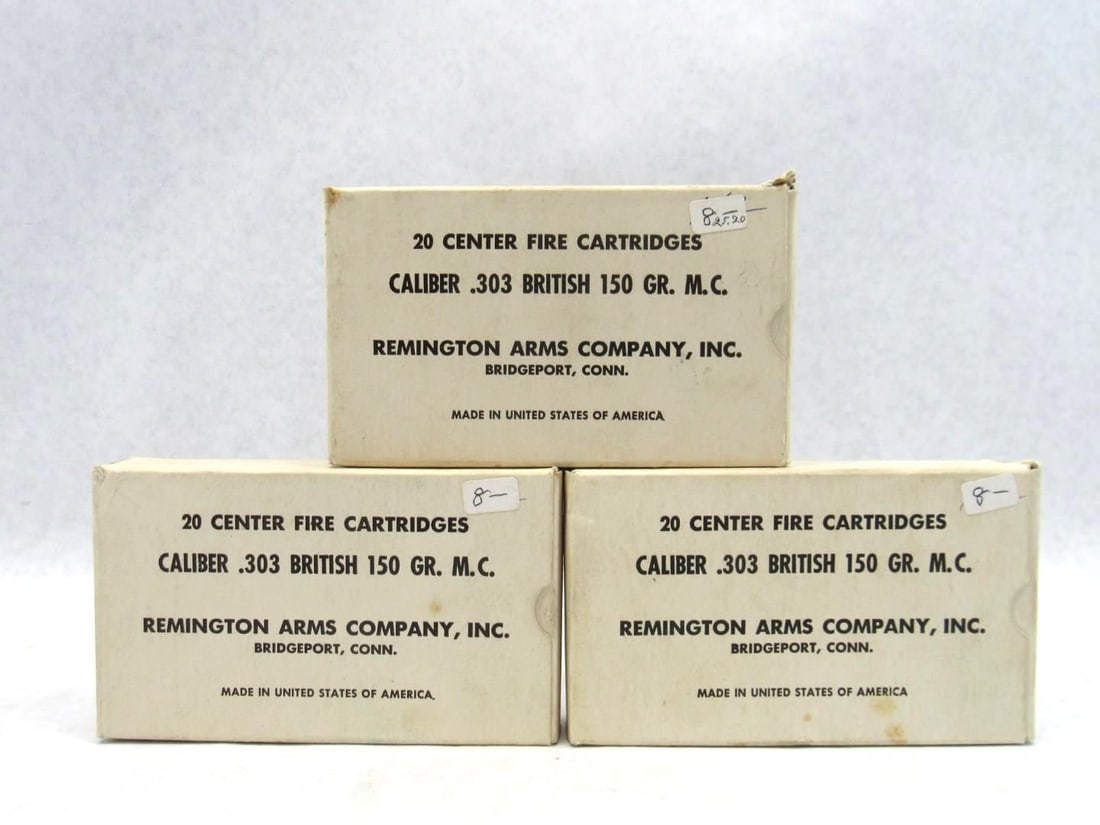 8—
25.20
20 CENTER FIRE CARTRIDGES
CALIBER .303 BRITISH 150 GR. M.C.
REMINGTON ARMS COMPANY, INC.
BRIDGEPORT, CONN.
MADE IN UNITED STATES OF AMERICA
8—
20 CENTER FIRE CARTRIDGES
CALIBER .303 BRITISH 150 GR. M.C.
REMINGTON ARMS COMPANY, INC.
BRIDGEPORT, CONN.
MADE IN UNITED STATES OF AMERICA
8—
20 CENTER FIRE CARTRIDGES
CALIBER .303 BRITISH 150 GR. M.C.
REMINGTON ARMS COMPANY, INC.
BRIDGEPORT, CONN.
MADE IN UNITED STATES OF AMERICA